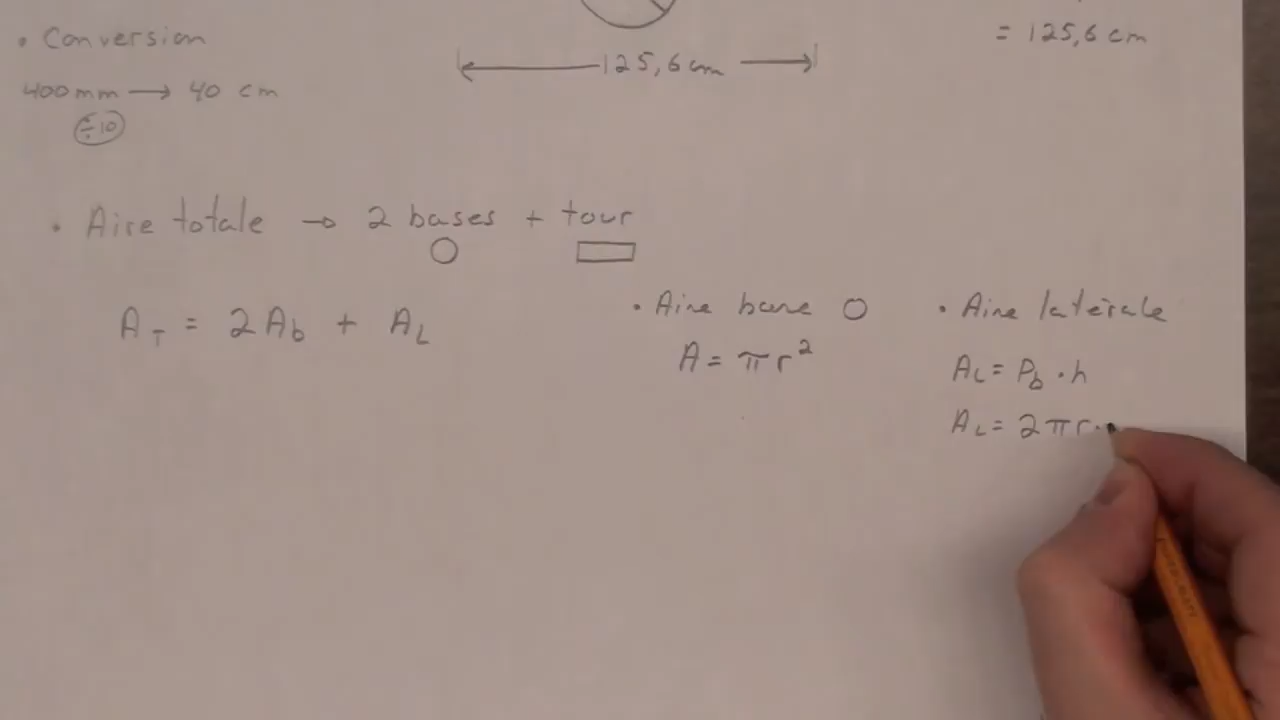 • Conversion
400 mm → 40 cm
÷10
125,6 cm
= 125,6 cm
• Aire totale → 2 bases + tour
A_T = 2A_b + A_L
• Aire base
A = πr²
• Aire latérale
A_L = P_b · h
A_L = 2πr·